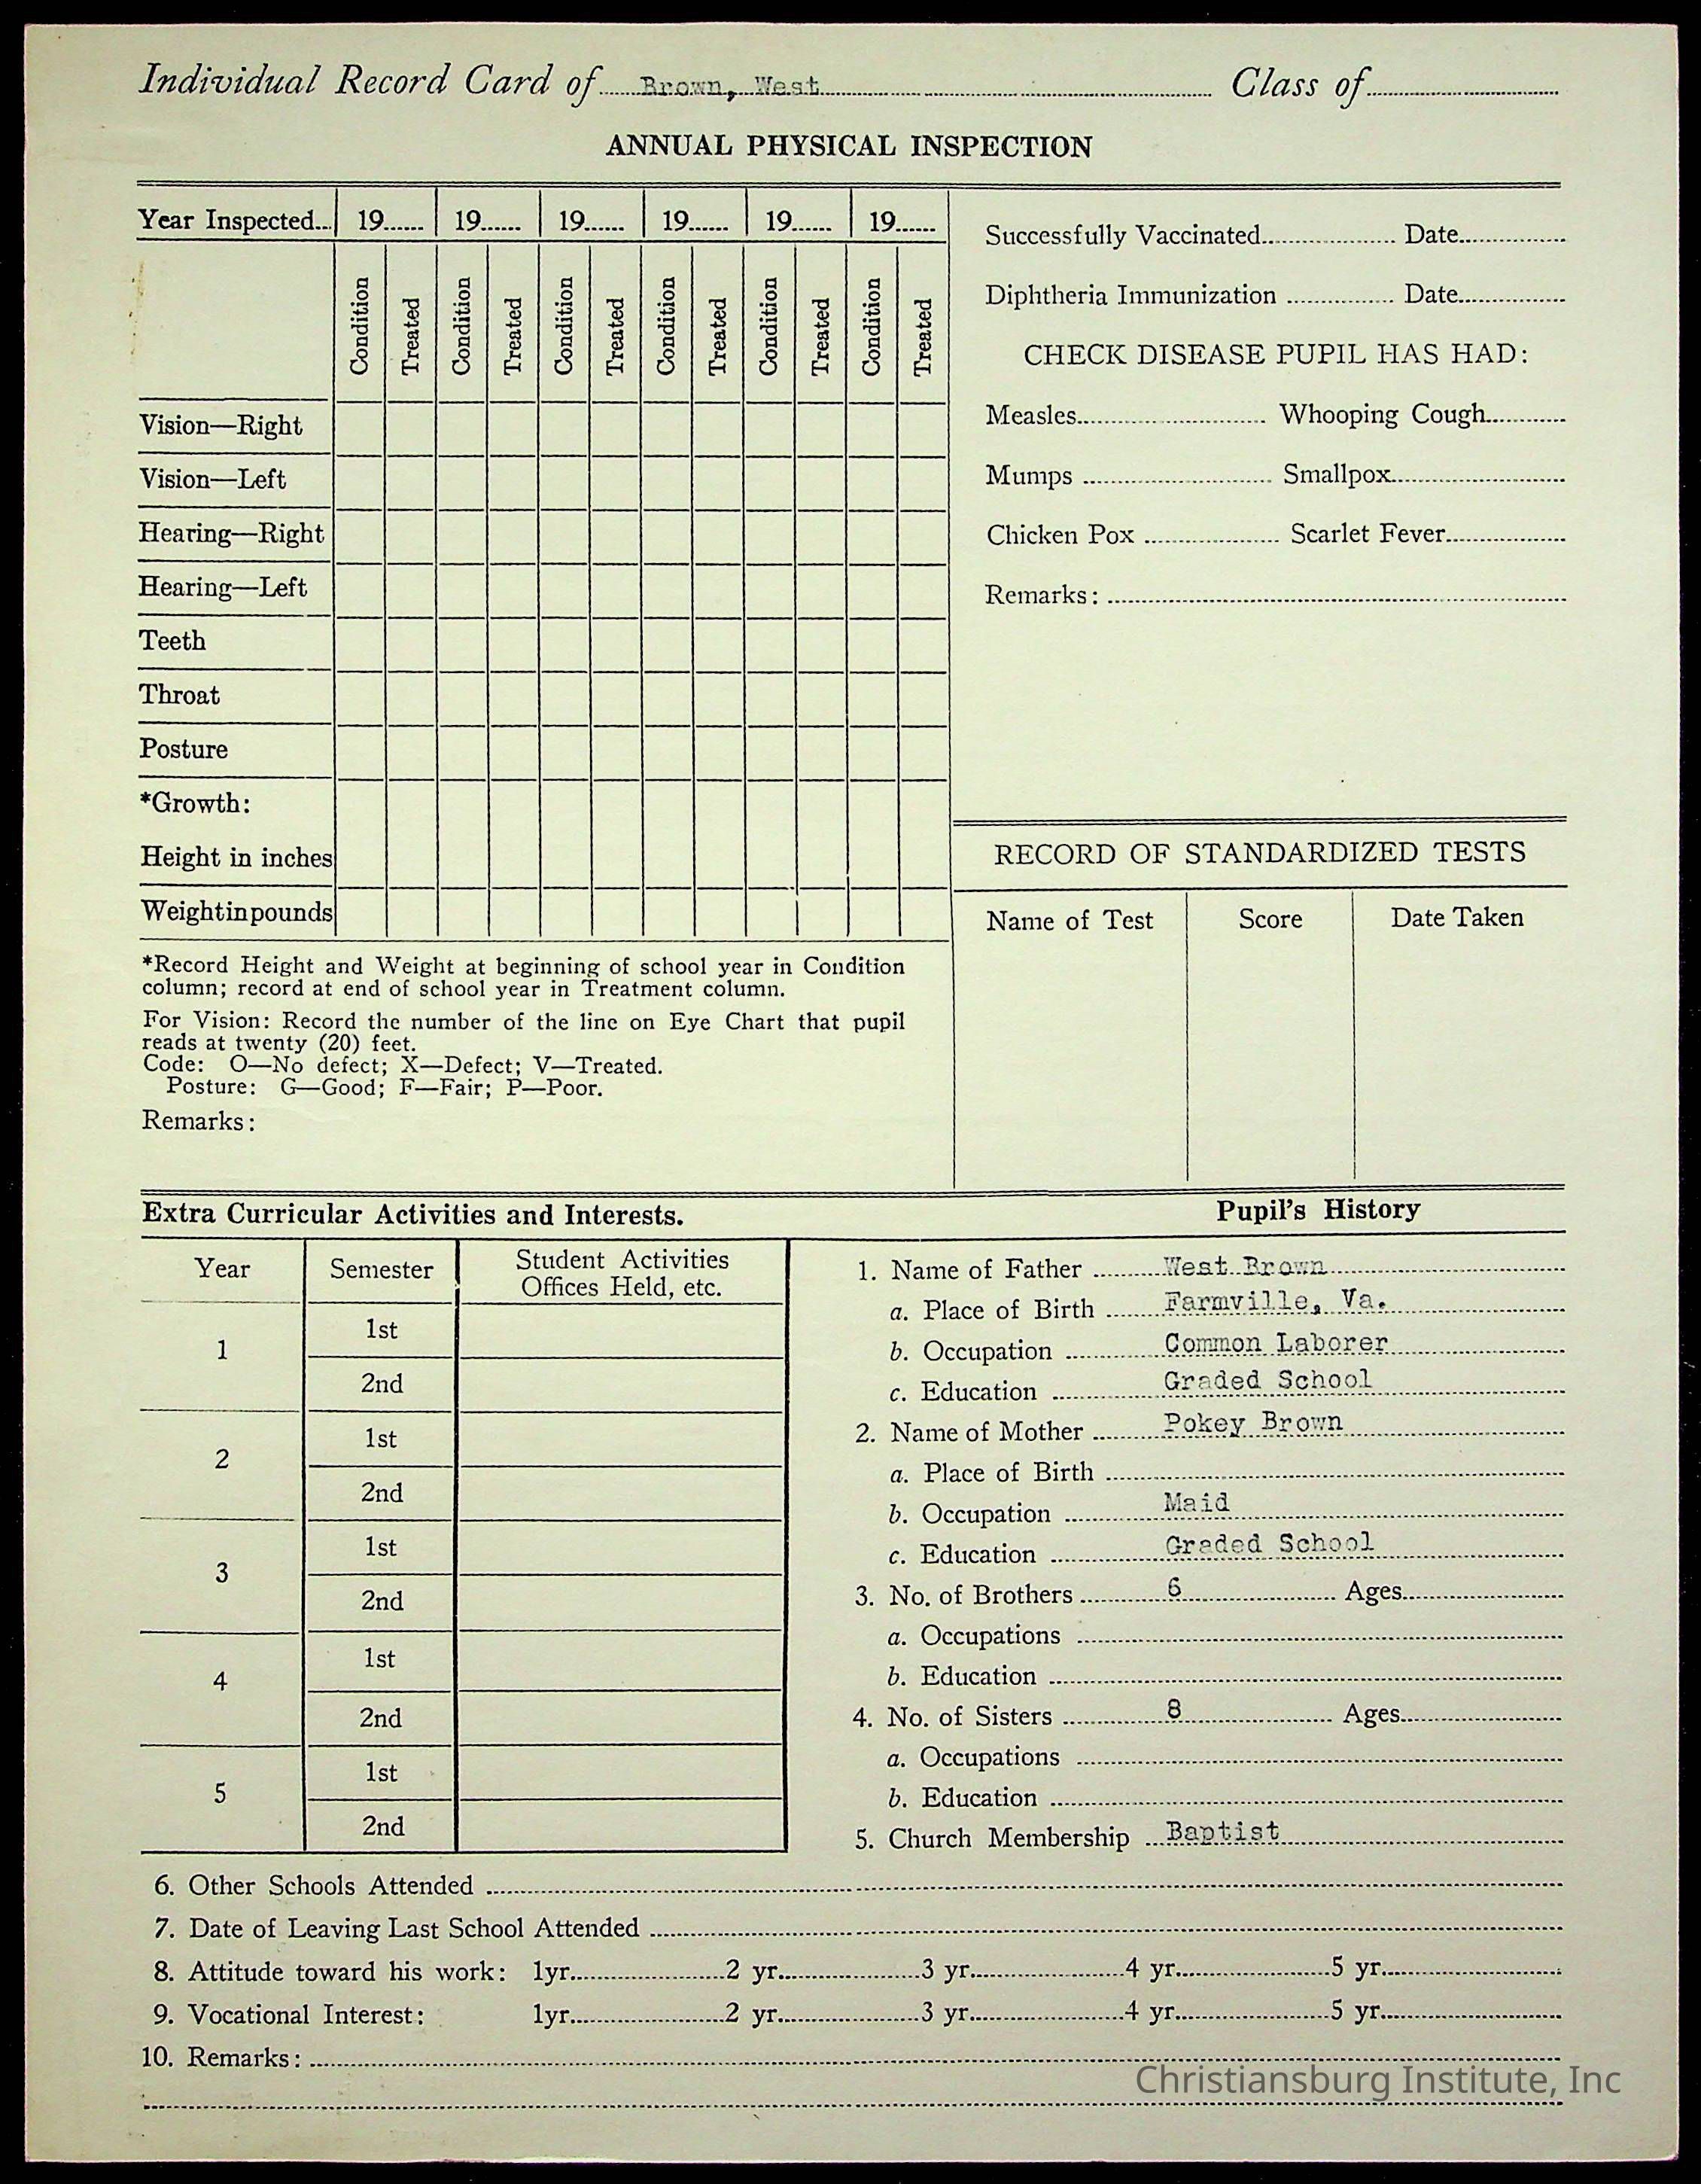 Individual Record Card of Brown, West Class of
ANNUAL PHYSICAL INSPECTION
Year Inspected 19 19 19 19 19 19
Condition Treated Condition Treated Condition Treated Condition Treated Condition Treated Condition Treated
Vision—Right
Vision—Left
Hearing—Right
Hearing—Left
Teeth
Throat
Posture
*Growth:
Height in inches
Weight in pounds
*Record Height and Weight at beginning of school year in Condition
column; record at end of school year in Treatment column.
For Vision: Record the number of the line on Eye Chart that pupil
reads at twenty (20) feet.
Code: O—No defect; X—Defect; V—Treated.
Posture: G—Good; F—Fair; P—Poor.
Remarks:
Successfully Vaccinated Date
Diphtheria Immunization Date
CHECK DISEASE PUPIL HAS HAD:
Measles Whooping Cough
Mumps Smallpox
Chicken Pox Scarlet Fever
Remarks:
RECORD OF STANDARDIZED TESTS
Name of Test Score Date Taken
Extra Curricular Activities and Interests.
Year Semester Student Activities
Offices Held, etc.
1 1st
2nd
2 1st
2nd
3 1st
2nd
4 1st
2nd
5 1st
2nd
Pupil's History
1. Name of Father West Brown
a. Place of Birth Farmville, Va.
b. Occupation Common Laborer
c. Education Graded School
2. Name of Mother Pokey Brown
a. Place of Birth
b. Occupation Maid
c. Education Graded School
3. No. of Brothers 6 Ages
a. Occupations
b. Education
4. No. of Sisters 8 Ages
a. Occupations
b. Education
5. Church Membership Baptist
6. Other Schools Attended
7. Date of Leaving Last School Attended
8. Attitude toward his work: 1yr. 2 yr. 3 yr. 4 yr. 5 yr.
9. Vocational Interest: 1yr. 2 yr. 3 yr. 4 yr. 5 yr.
10. Remarks:
Christiansburg Institute, Inc